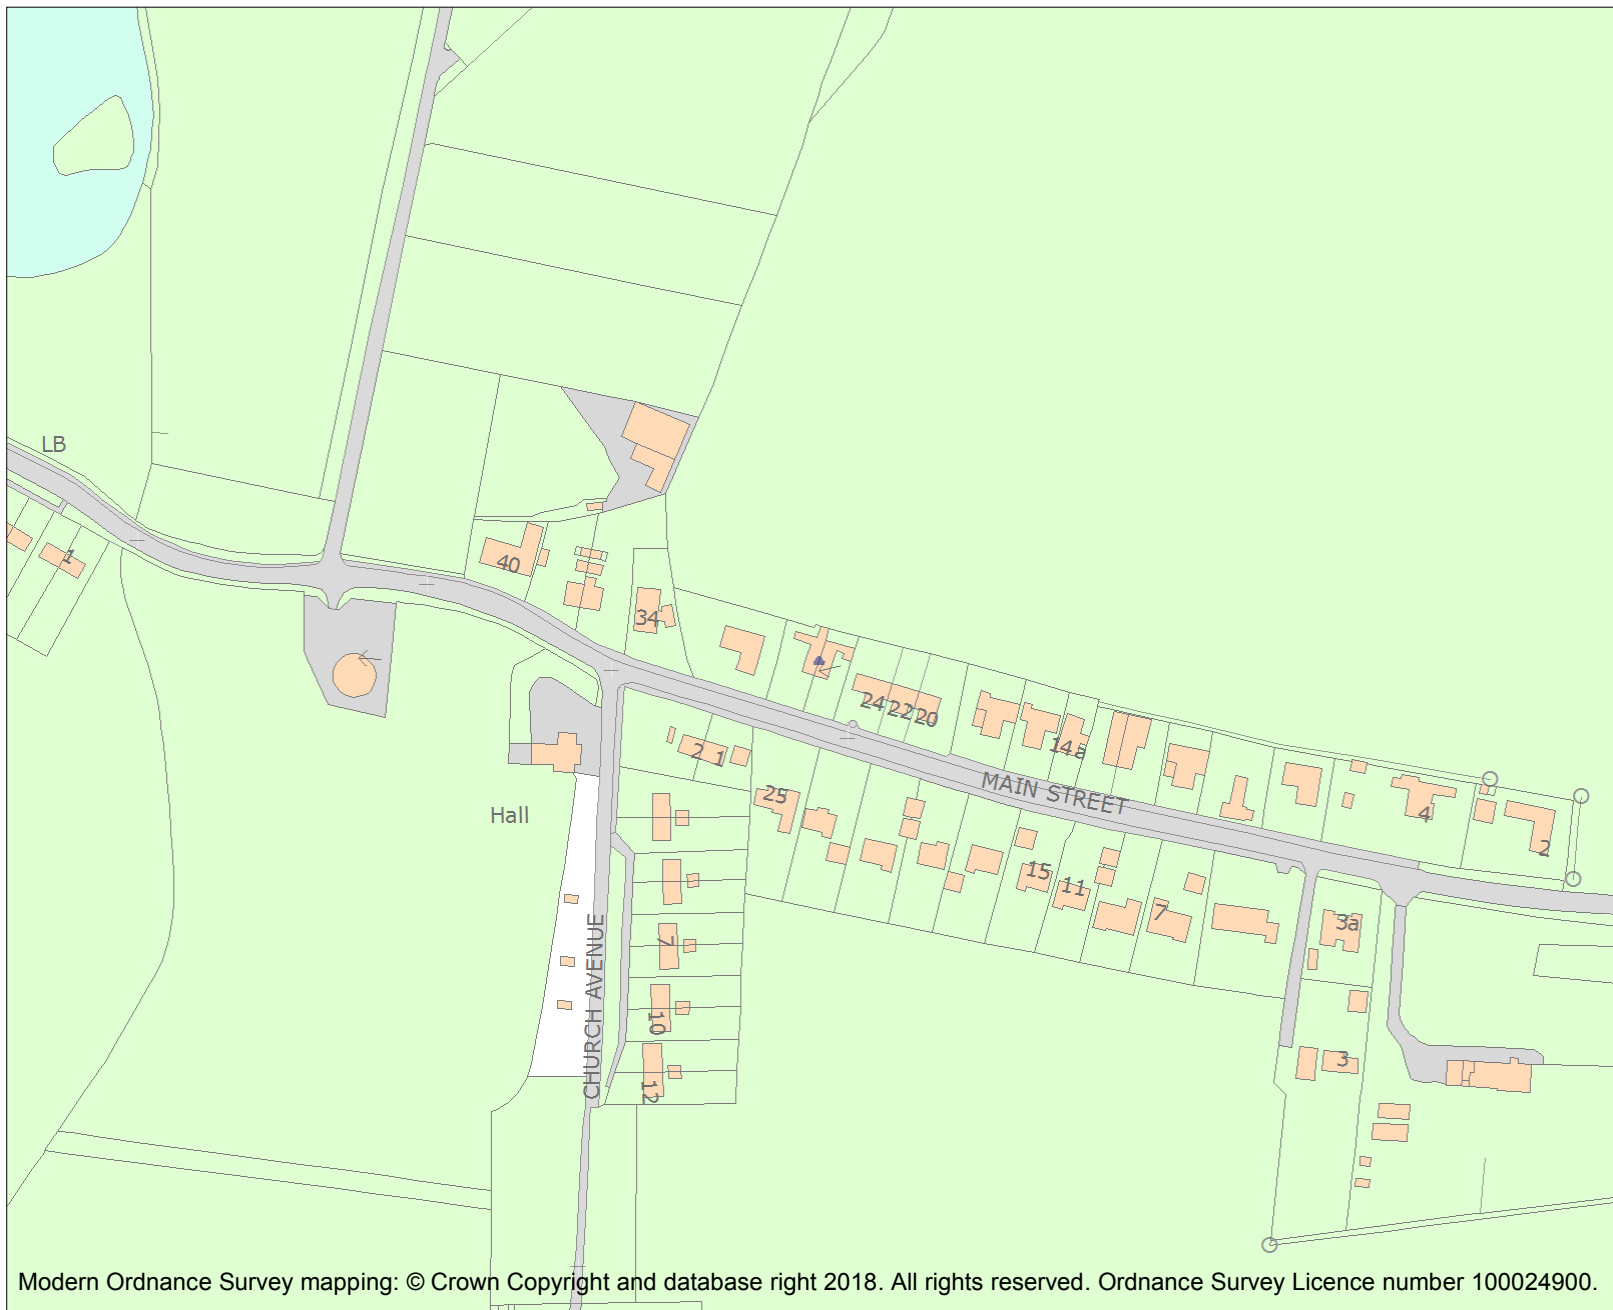 LB
1
40
34
24
22
20
14a
MAIN STREET
2
1
25
Hall
4
2
15
11
7
3a
7
CHURCH AVENUE
10
3
12
Modern Ordnance Survey mapping: © Crown Copyright and database right 2018. All rights reserved. Ordnance Survey Licence number 100024900.